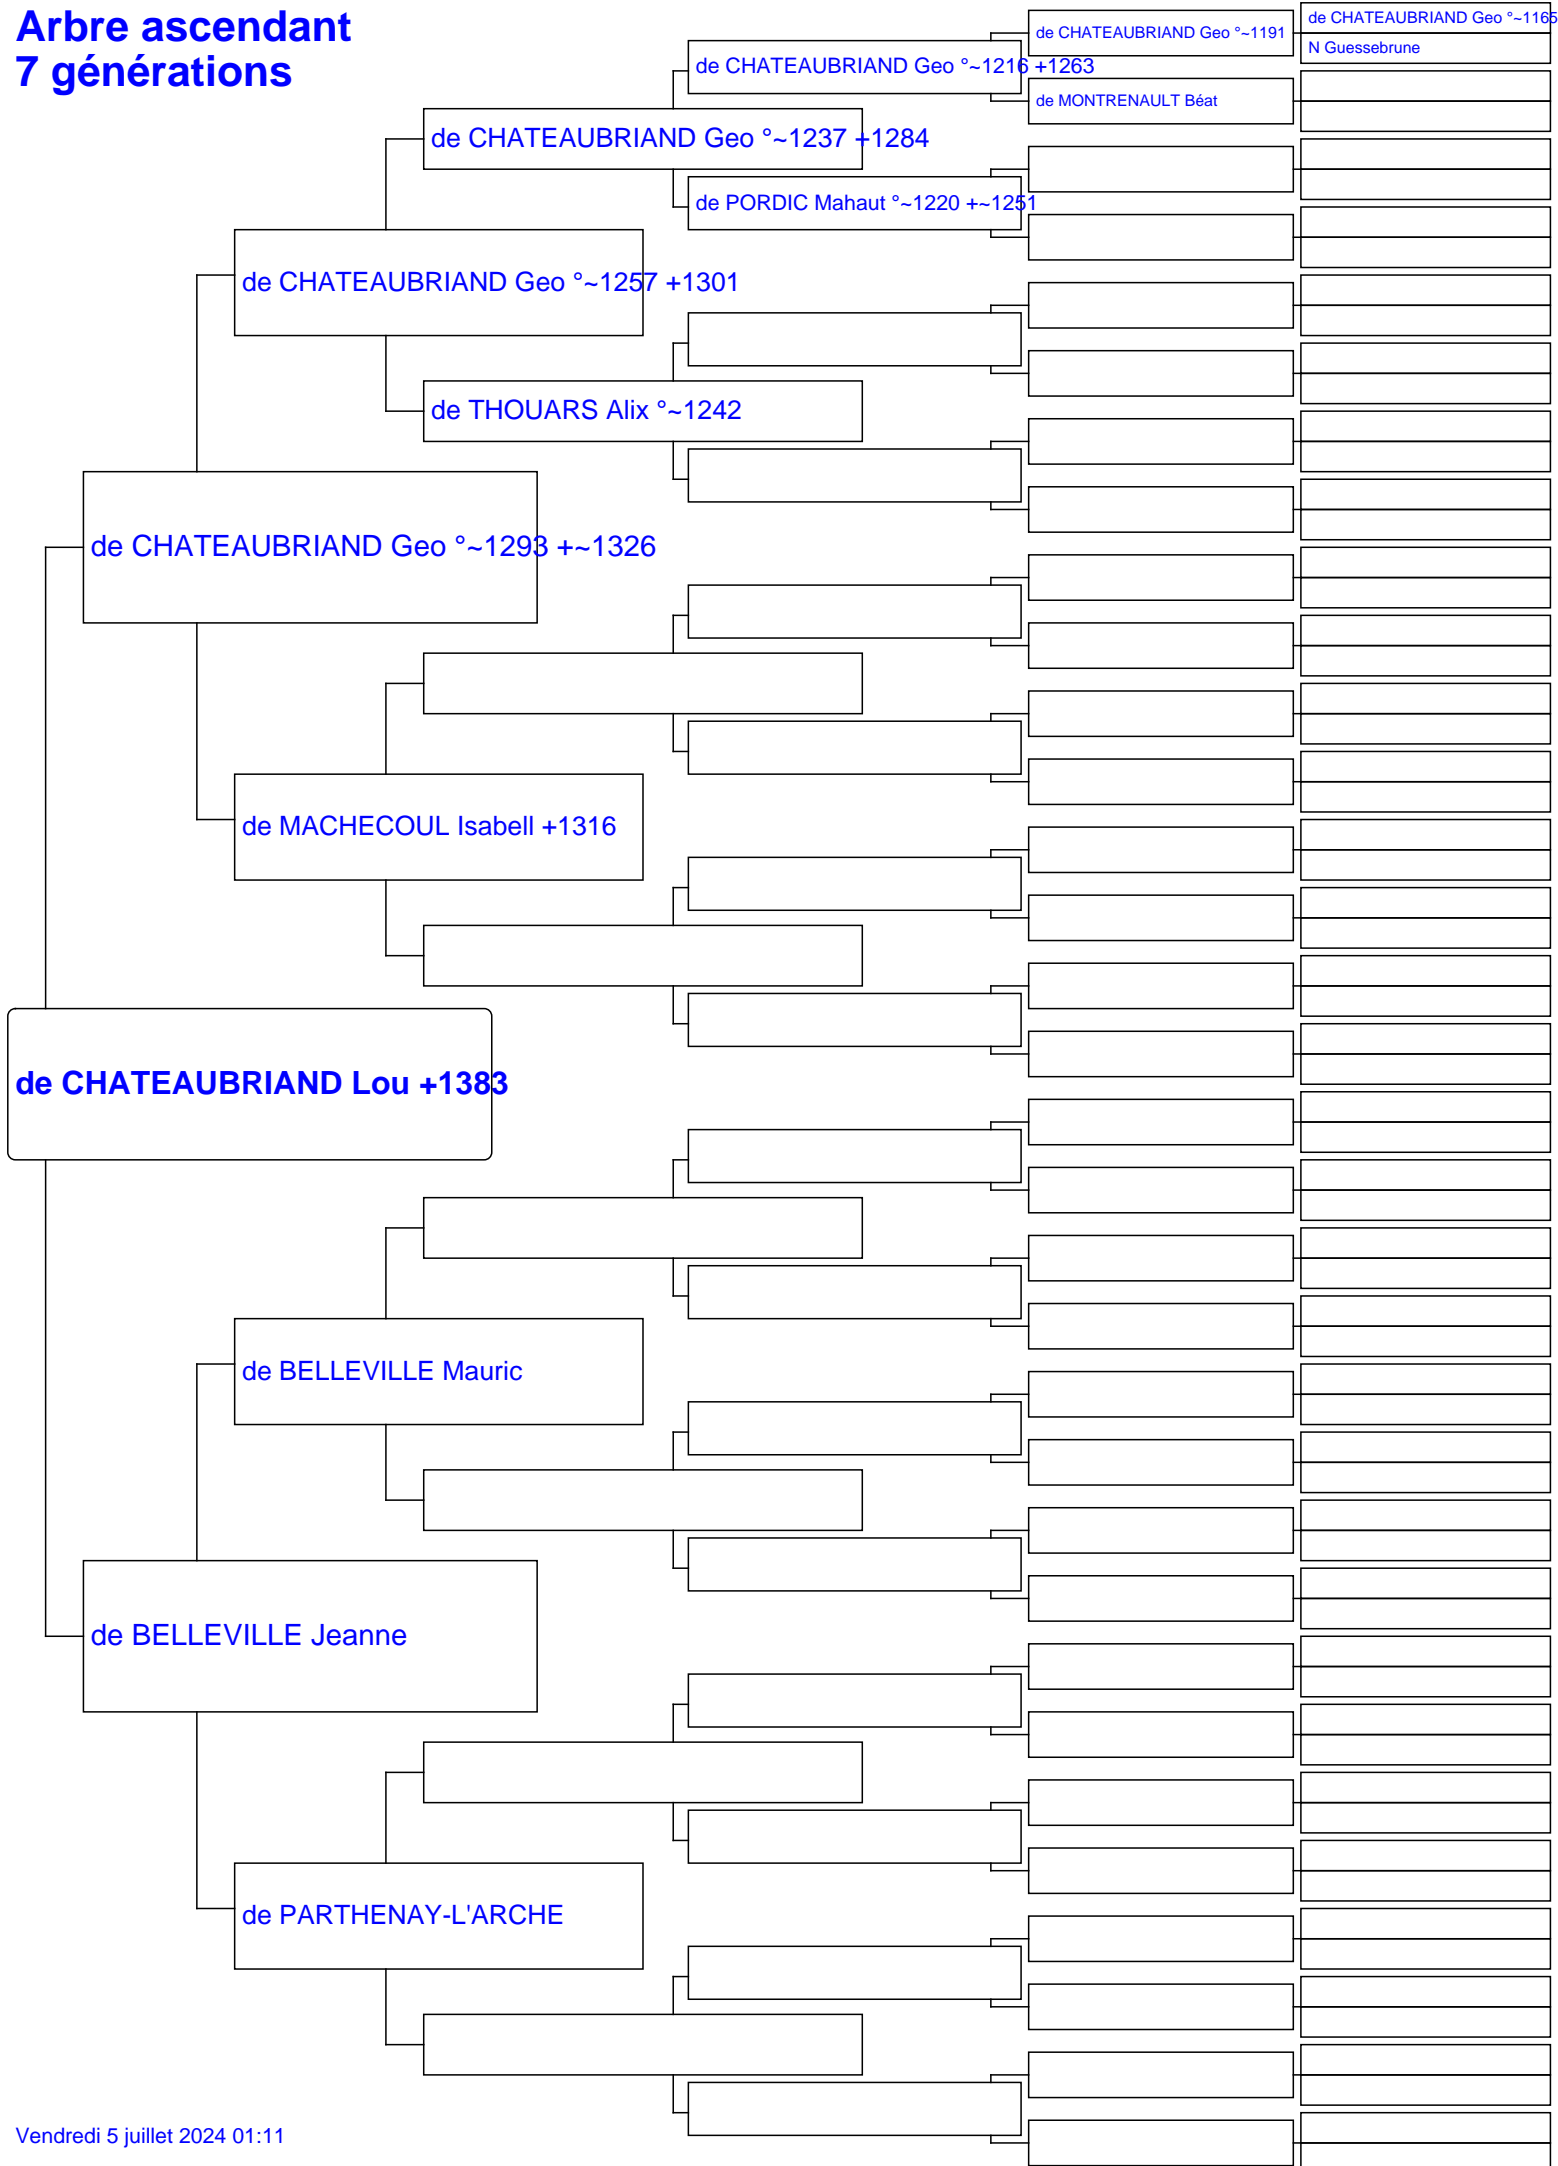 Arbre ascendant
7 générations
de CHATEAUBRIAND Geo °~1165
de CHATEAUBRIAND Geo °~1191
N Guessebrune
de CHATEAUBRIAND Geo °~1216 +1263
de MONTRENAULT Béat
de CHATEAUBRIAND Geo °~1237 +1284
de PORDIC Mahaut °~1220 +~1251
de CHATEAUBRIAND Geo °~1257 +1301
de THOUARS Alix °~1242
de CHATEAUBRIAND Geo °~1293 +~1326
de MACHECOUL Isabell +1316
de CHATEAUBRIAND Lou +1383
de BELLEVILLE Mauric
de BELLEVILLE Jeanne
de PARTHENAY-L'ARCHE
Vendredi 5 juillet 2024 01:11